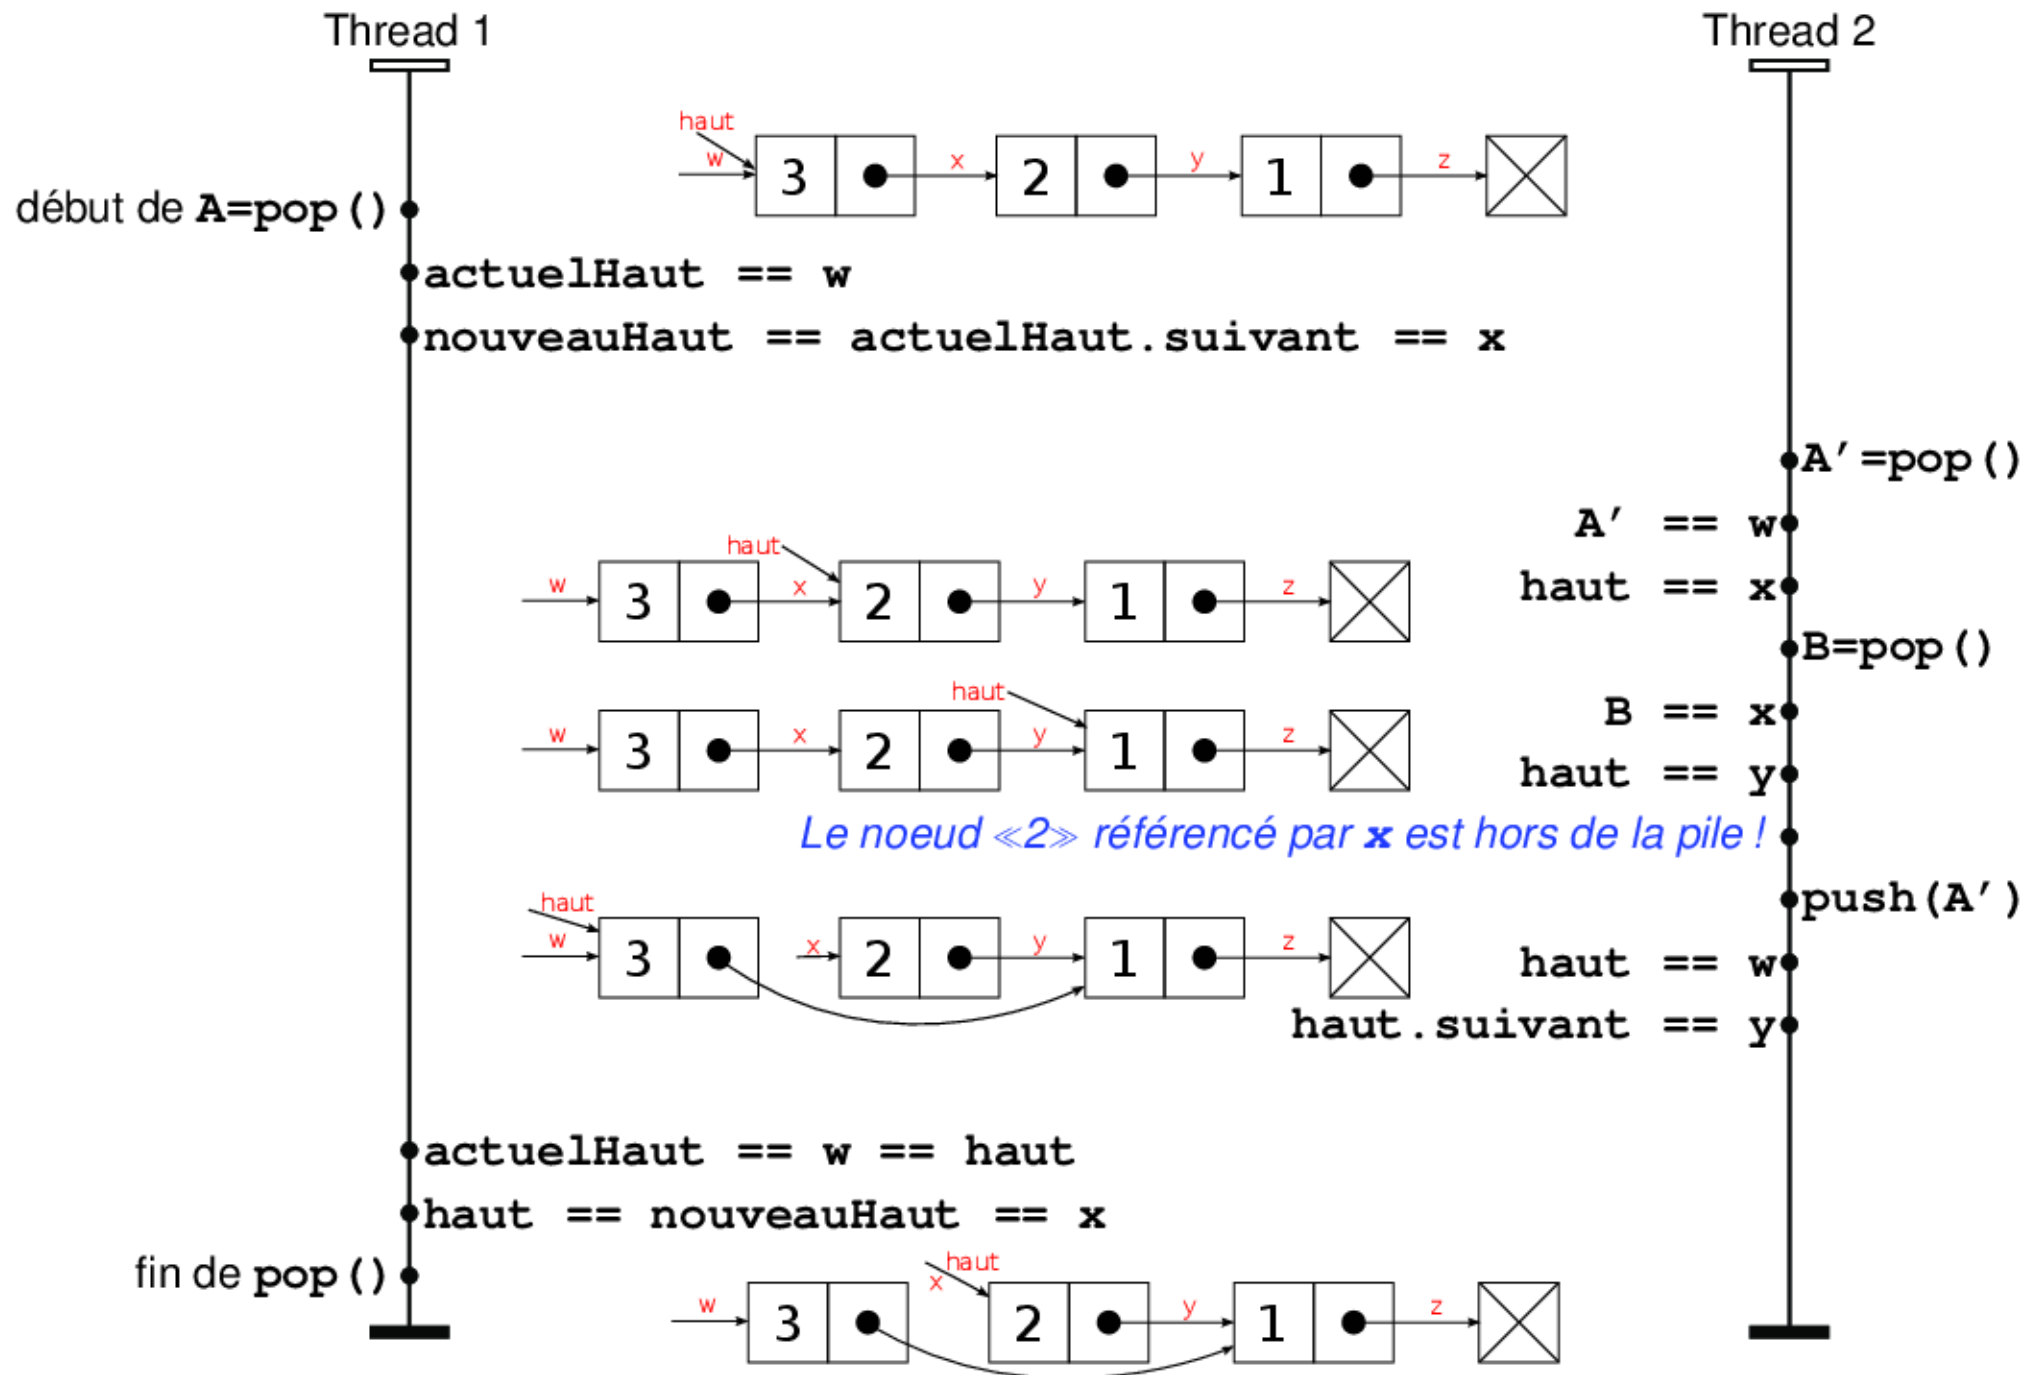 Thread 1
Thread 2
haut
w 3 x 2 y 1 z
début de A=pop()
actuelHaut == w
nouveauHaut == actuelHaut.suivant == x
A’=pop()
A’ == w
haut
w 3 x 2 y 1 z
haut == x
B=pop()
haut
B == x
w 3 x 2 y 1 z
haut == y
Le noeud ≪2≫ référencé par x est hors de la pile !
push(A’)
haut
w 3 x 2 y 1 z
haut == w
haut.suivant == y
actuelHaut == w == haut
haut == nouveauHaut == x
fin de pop()
haut
x
w 3 2 y 1 z